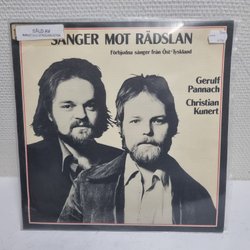 SÅNGER MOT RÄDSLAN
Förbjudna sånger från Öst-Tyskland
SÅLD AV
Gerulf
Pannach
Christian
Kunert